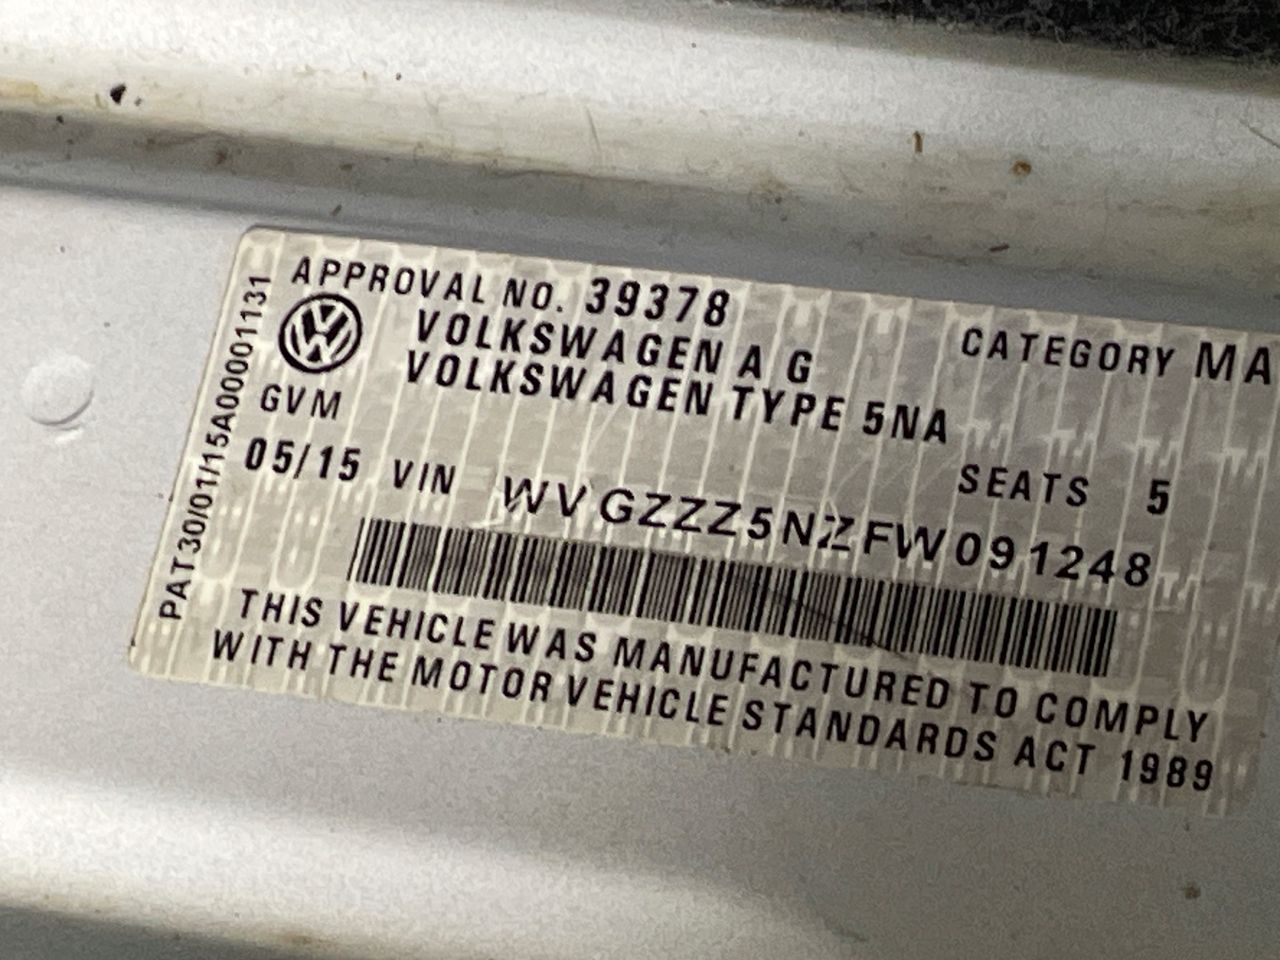 APPROVAL NO. 39378 CATEGORY MA
VOLKSWAGEN A G
VOLKSWAGEN TYPE 5NA
GVM SEATS 5
05/15 VIN WVGZZZ5NZFW091248
THIS VEHICLE WAS MANUFACTURED TO COMPLY
WITH THE MOTOR VEHICLE STANDARDS ACT 1989
PAT30/01/15A00001131